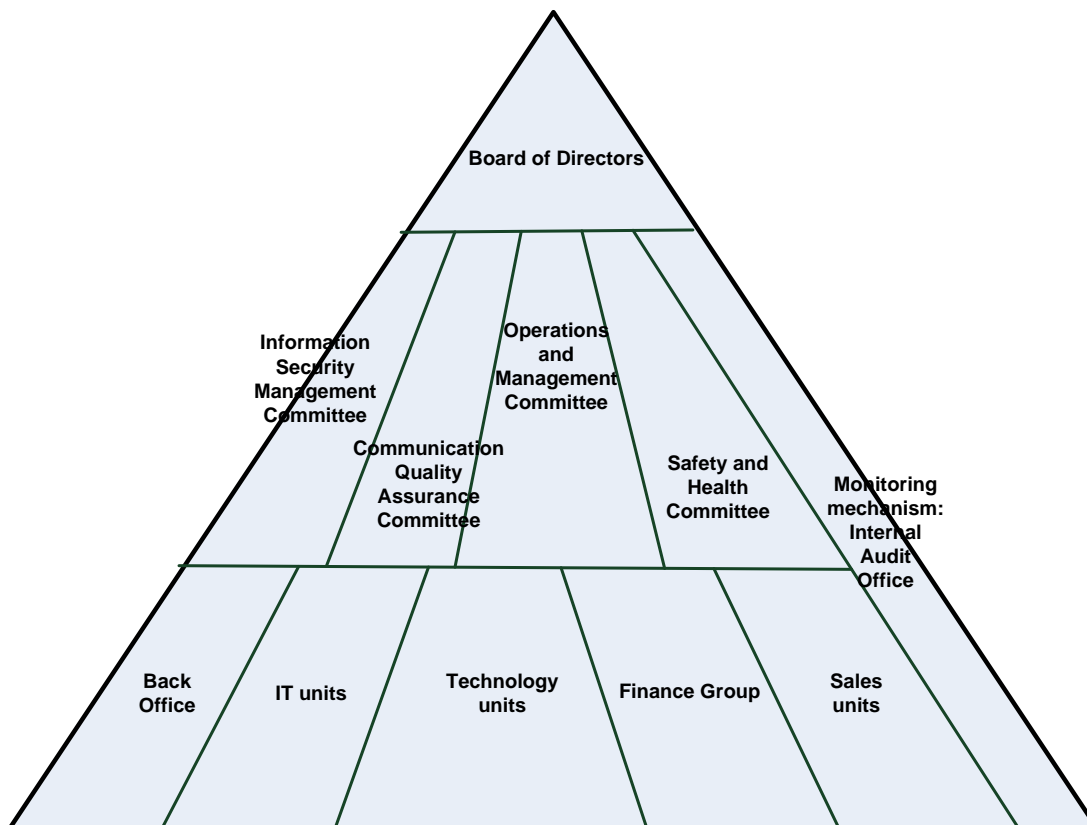 Board of Directors
Information
Security
Management
Committee
Communication
Quality
Assurance
Committee
Operations
and
Management
Committee
Safety and
Health
Committee
Monitoring
mechanism:
Internal
Audit
Office
Back
Office
IT units
Technology
units
Finance Group
Sales
units